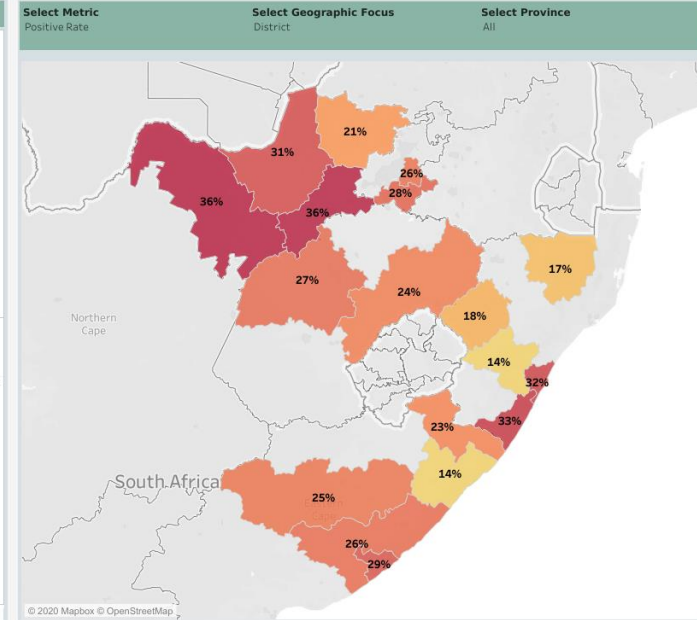 Select Metric
Positive Rate
Select Geographic Focus
District
Select Province
All
21%
31%
26%
28%
36%
36%
17%
27%
24%
18%
Northern
Cape
14%
32%
33%
23%
14%
South Africa
25%
26%
29%
© 2020 Mapbox © OpenStreetMap